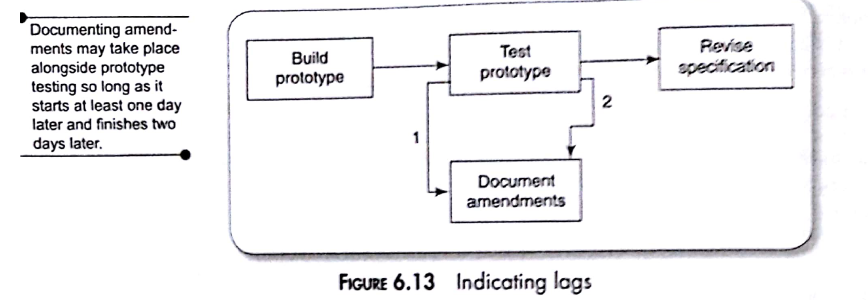 Documenting amend-
ments may take place
alongside prototype
testing so long as it
starts at least one day
later and finishes two
days later.
Build
prototype
Test
prototype
Revise
specification
1
2
Document
amendments
FIGURE 6.13 Indicating lags